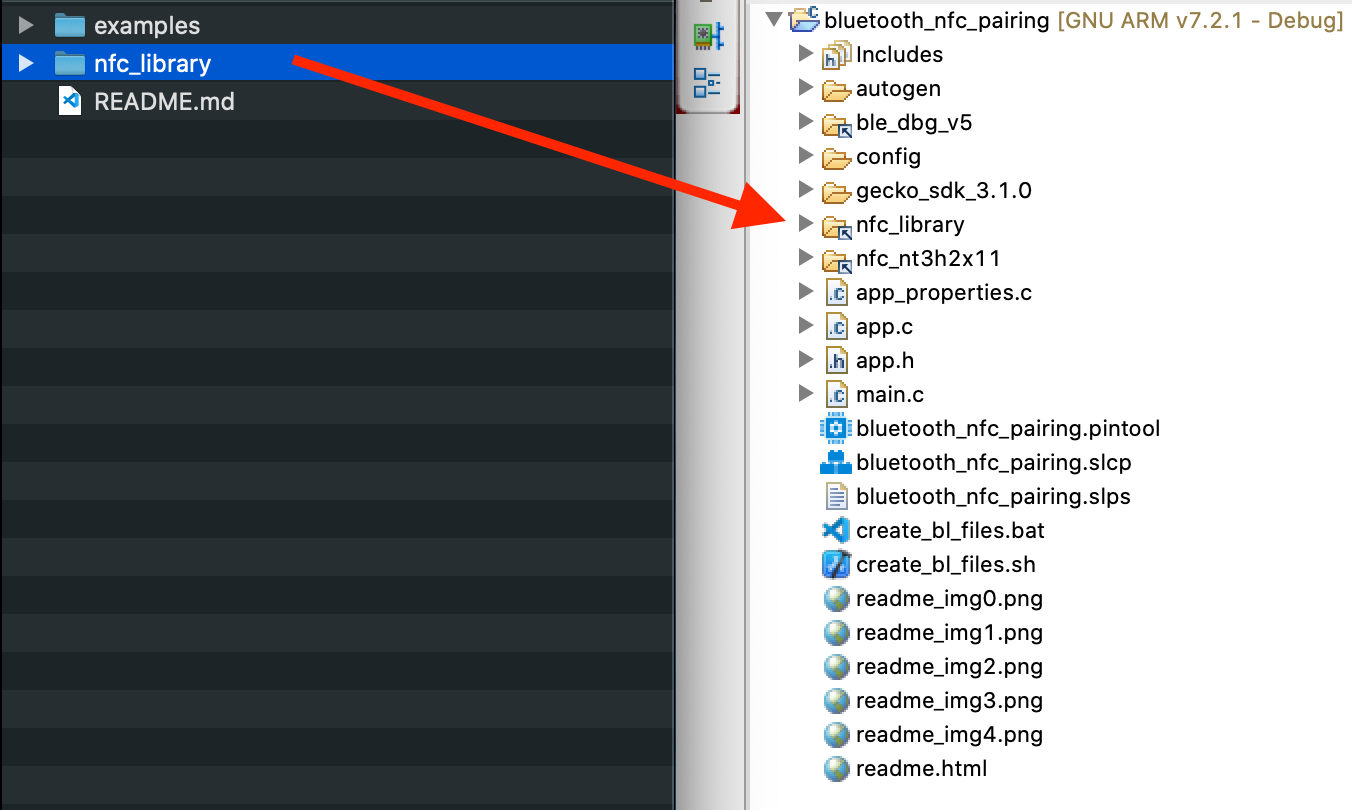 examples
nfc_library
README.md
bluetooth_nfc_pairing [GNU ARM v7.2.1 - Debug]
Includes
autogen
ble_dbg_v5
config
gecko_sdk_3.1.0
nfc_library
nfc_nt3h2x11
app_properties.c
app.c
app.h
main.c
bluetooth_nfc_pairing.pintool
bluetooth_nfc_pairing.slcp
bluetooth_nfc_pairing.slps
create_bl_files.bat
create_bl_files.sh
readme_img0.png
readme_img1.png
readme_img2.png
readme_img3.png
readme_img4.png
readme.html